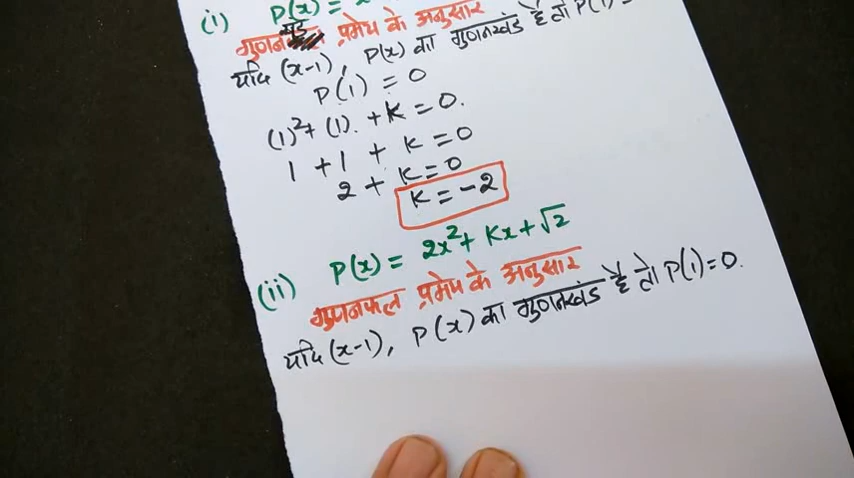 (i) P(x) =
गुणनखंड प्रमेय के अनुसार
यदि (x-1), P(x) का गुणनखंड है तो P(1) =
P(1) = 0
(1)² + (1). + K = 0.
1 + 1 + K = 0
2 + K = 0
K = -2
(ii) P(x) = 2x² + Kx + √2
गुणनफल प्रमेय के अनुसार
यदि (x-1), P(x) का गुणनखंड है तो P(1) = 0.